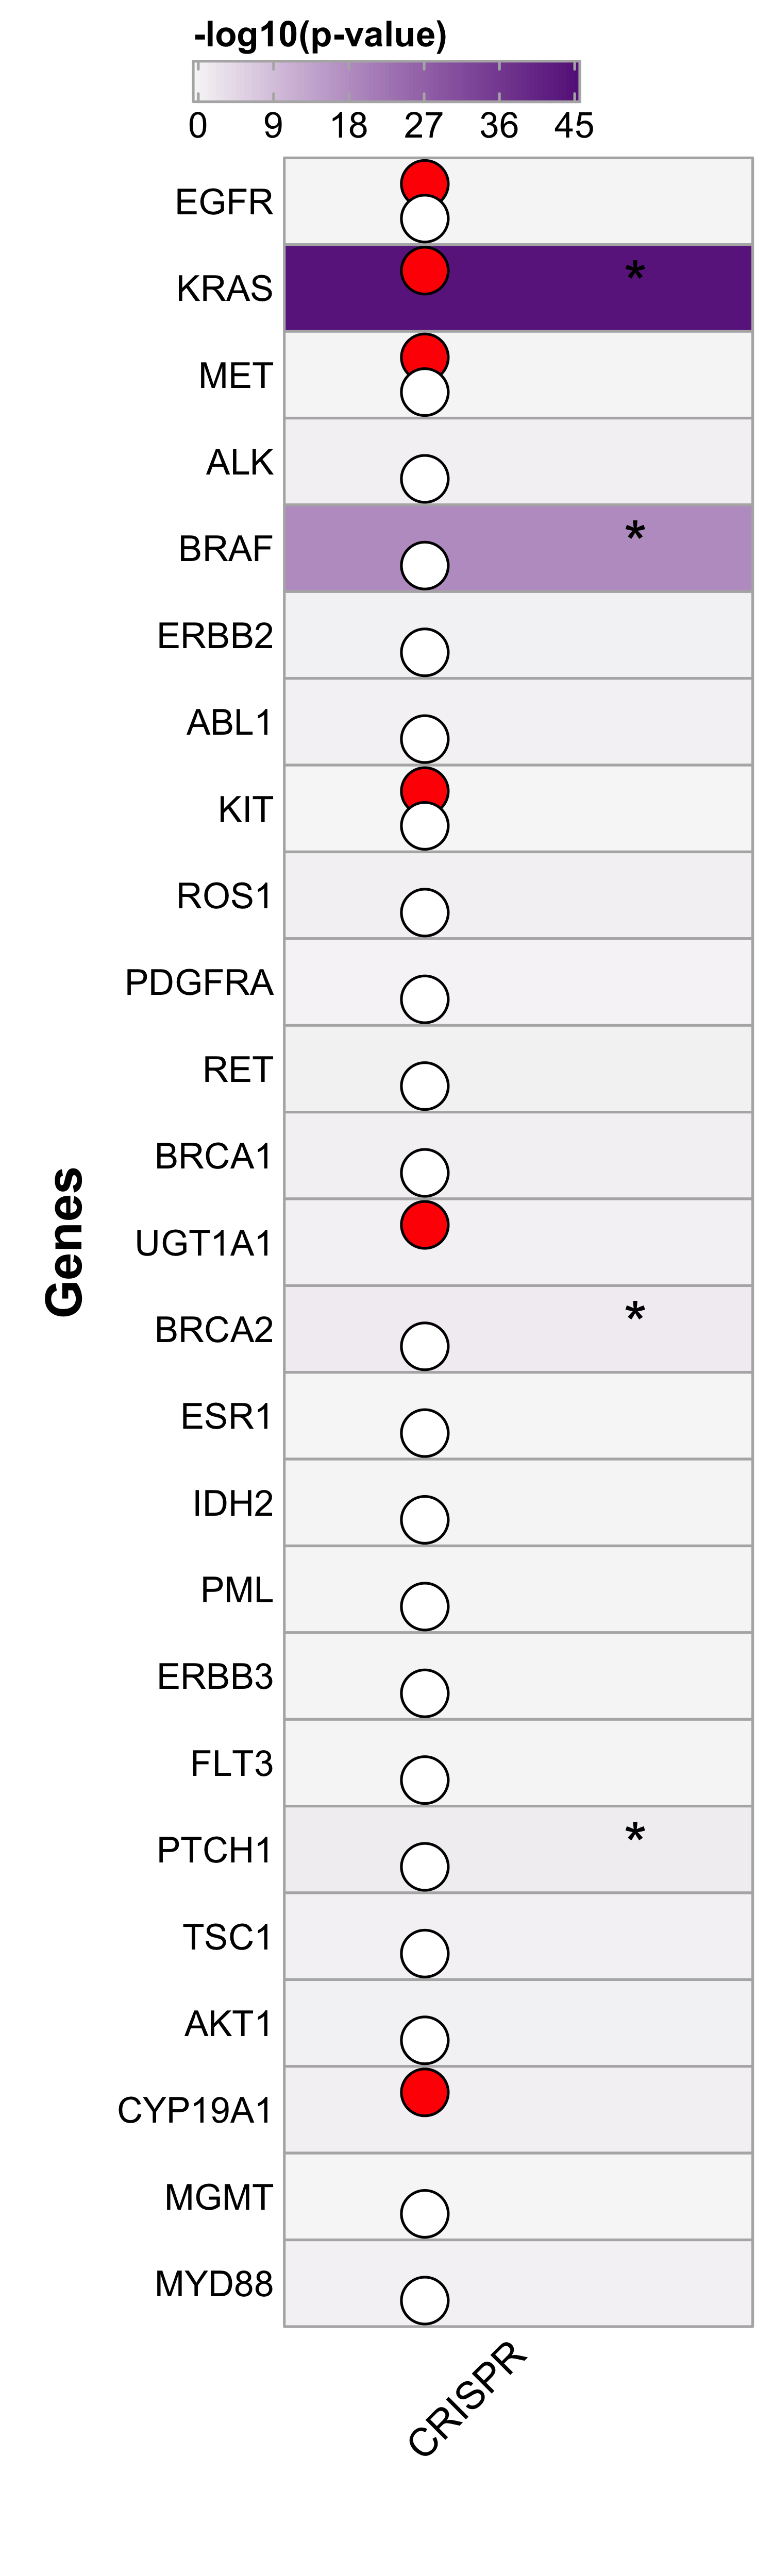 -log10(p-value)
0 9 18 27 36 45
EGFR
KRAS *
MET
ALK
BRAF *
ERBB2
ABL1
KIT
ROS1
PDGFRA
RET
BRCA1
UGT1A1
BRCA2 *
ESR1
IDH2
PML
ERBB3
FLT3
PTCH1 *
TSC1
AKT1
CYP19A1
MGMT
MYD88
Genes
CRISPR